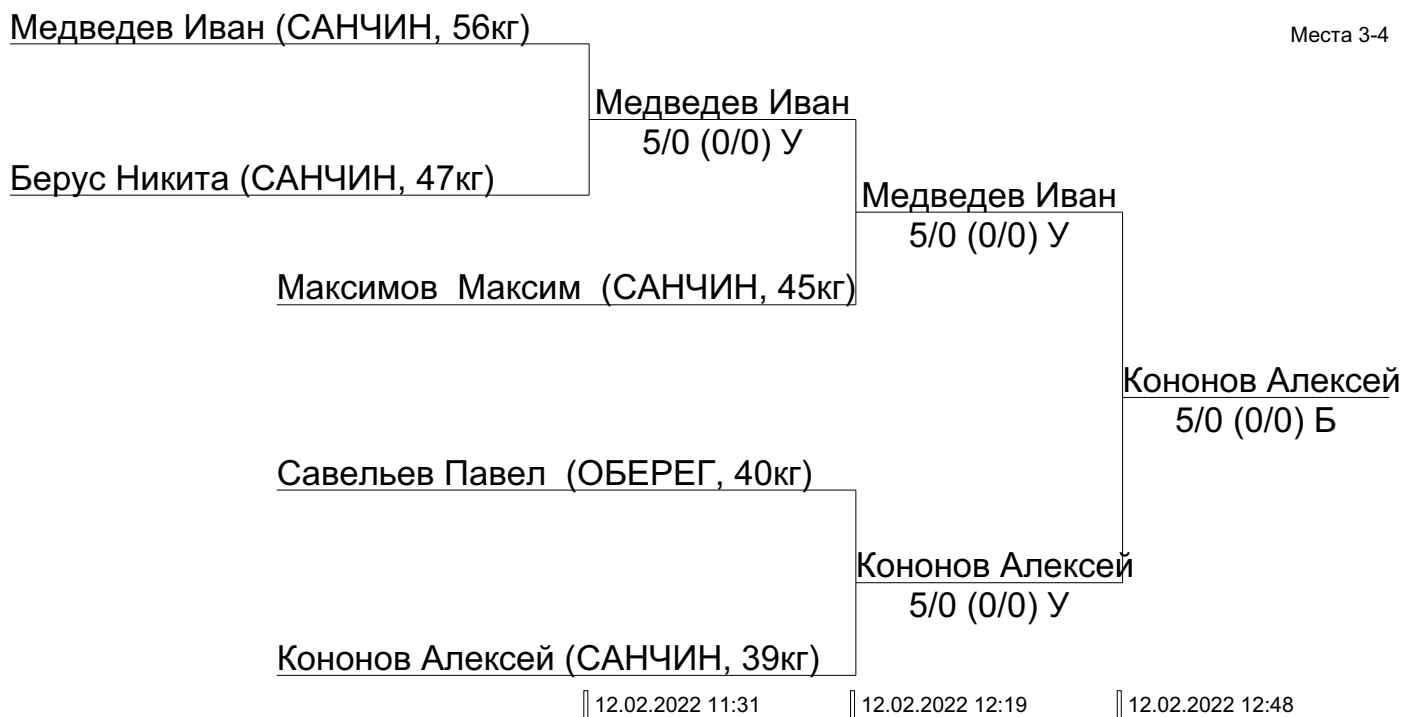 Медведев Иван (САНЧИН, 56кг)
Места 3-4
Медведев Иван
5/0 (0/0) У
Берус Никита (САНЧИН, 47кг)
Медведев Иван
5/0 (0/0) У
Максимов  Максим  (САНЧИН, 45кг)
Кононов Алексей
5/0 (0/0) Б
Савельев Павел  (ОБЕРЕГ, 40кг)
Кононов Алексей
5/0 (0/0) У
Кононов Алексей (САНЧИН, 39кг)
12.02.2022 11:31
12.02.2022 12:19
12.02.2022 12:48